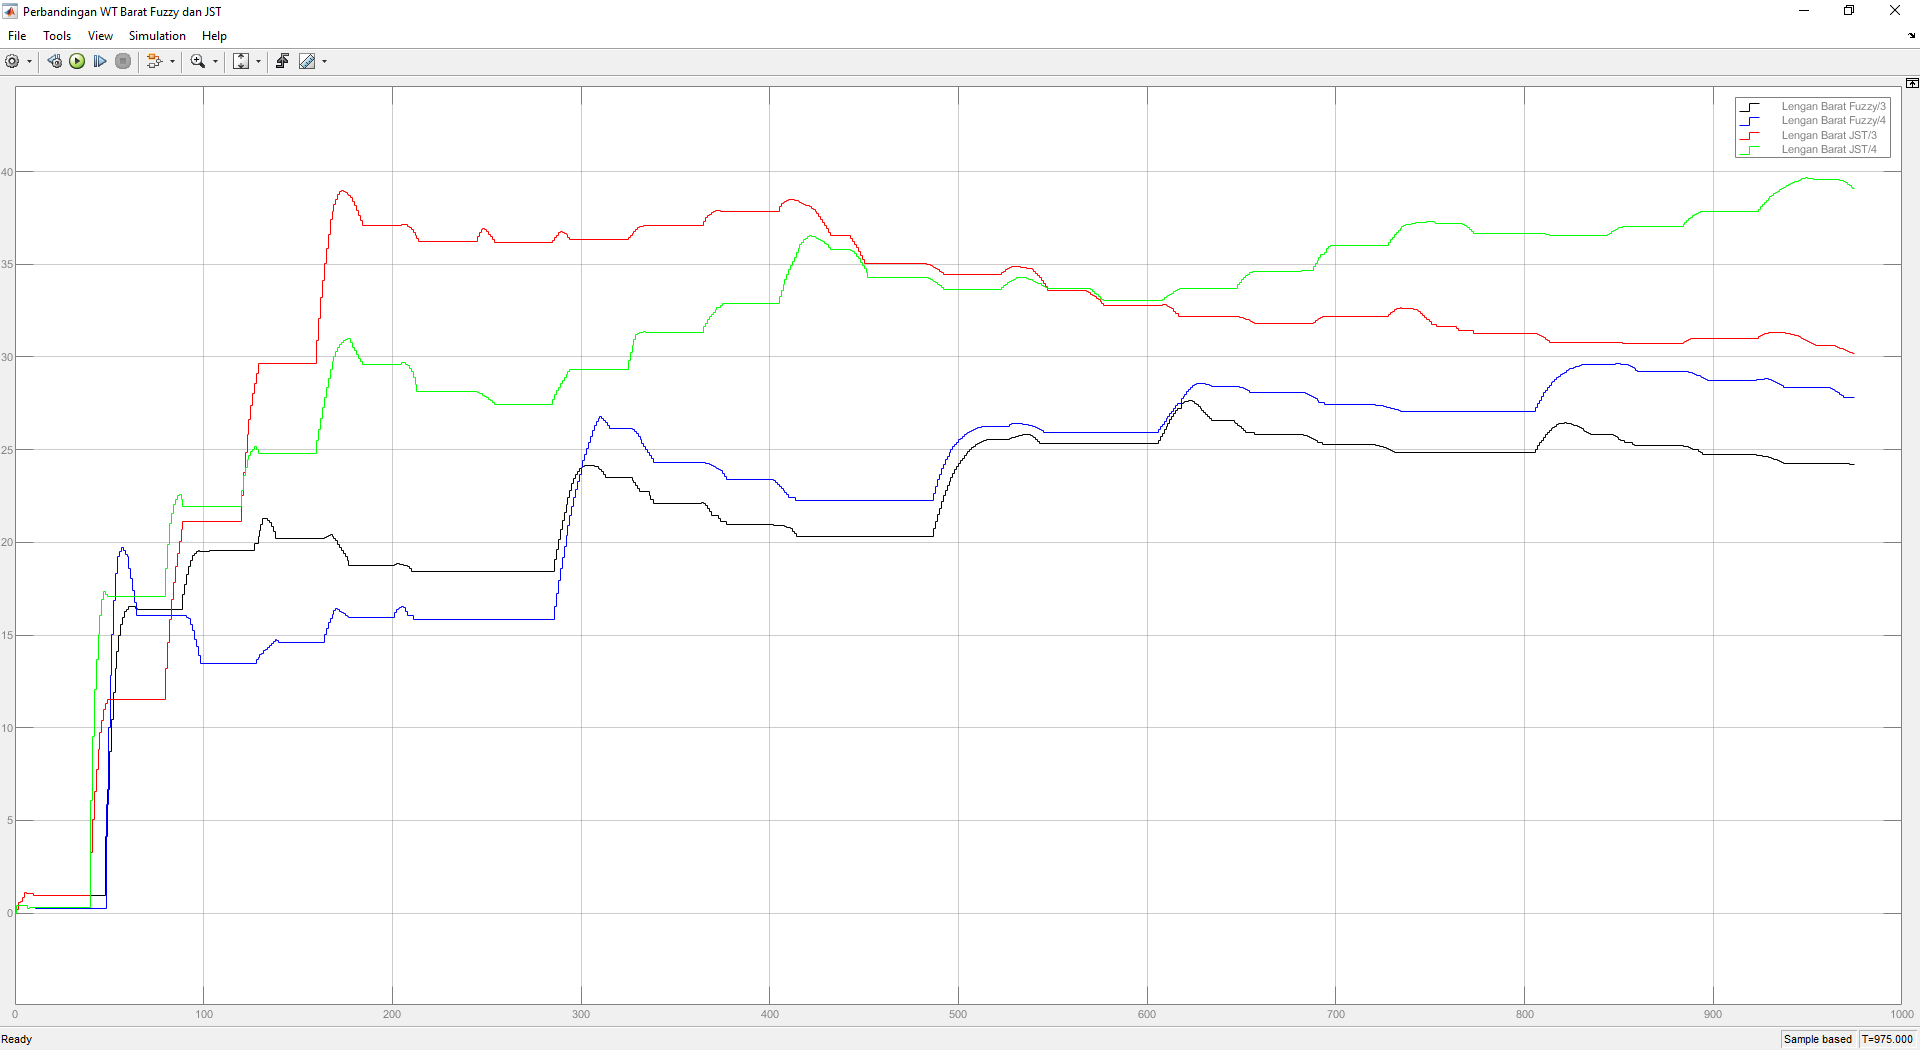 Perbandingan WT Barat Fuzzy dan JST
File Tools View Simulation Help
Lengan Barat Fuzzy/3
Lengan Barat Fuzzy/4
Lengan Barat JST/3
Lengan Barat JST/4
40
35
30
25
20
15
10
5
0
0 100 200 300 400 500 600 700 800 900 1000
Ready
Sample based T=975.000